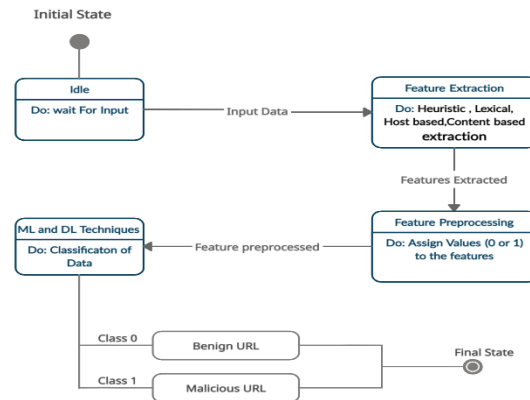 Initial State
Idle
Do: wait For Input
Input Data
Feature Extraction
Do: Heuristic , Lexical,
Host based,Content based
extraction
Features Extracted
Feature Preprocessing
Do: Assign Values (0 or 1)
to the features
Feature preprocessed
ML and DL Techniques
Do: Classificaton of
Data
Class 0
Benign URL
Class 1
Malicious URL
Final State